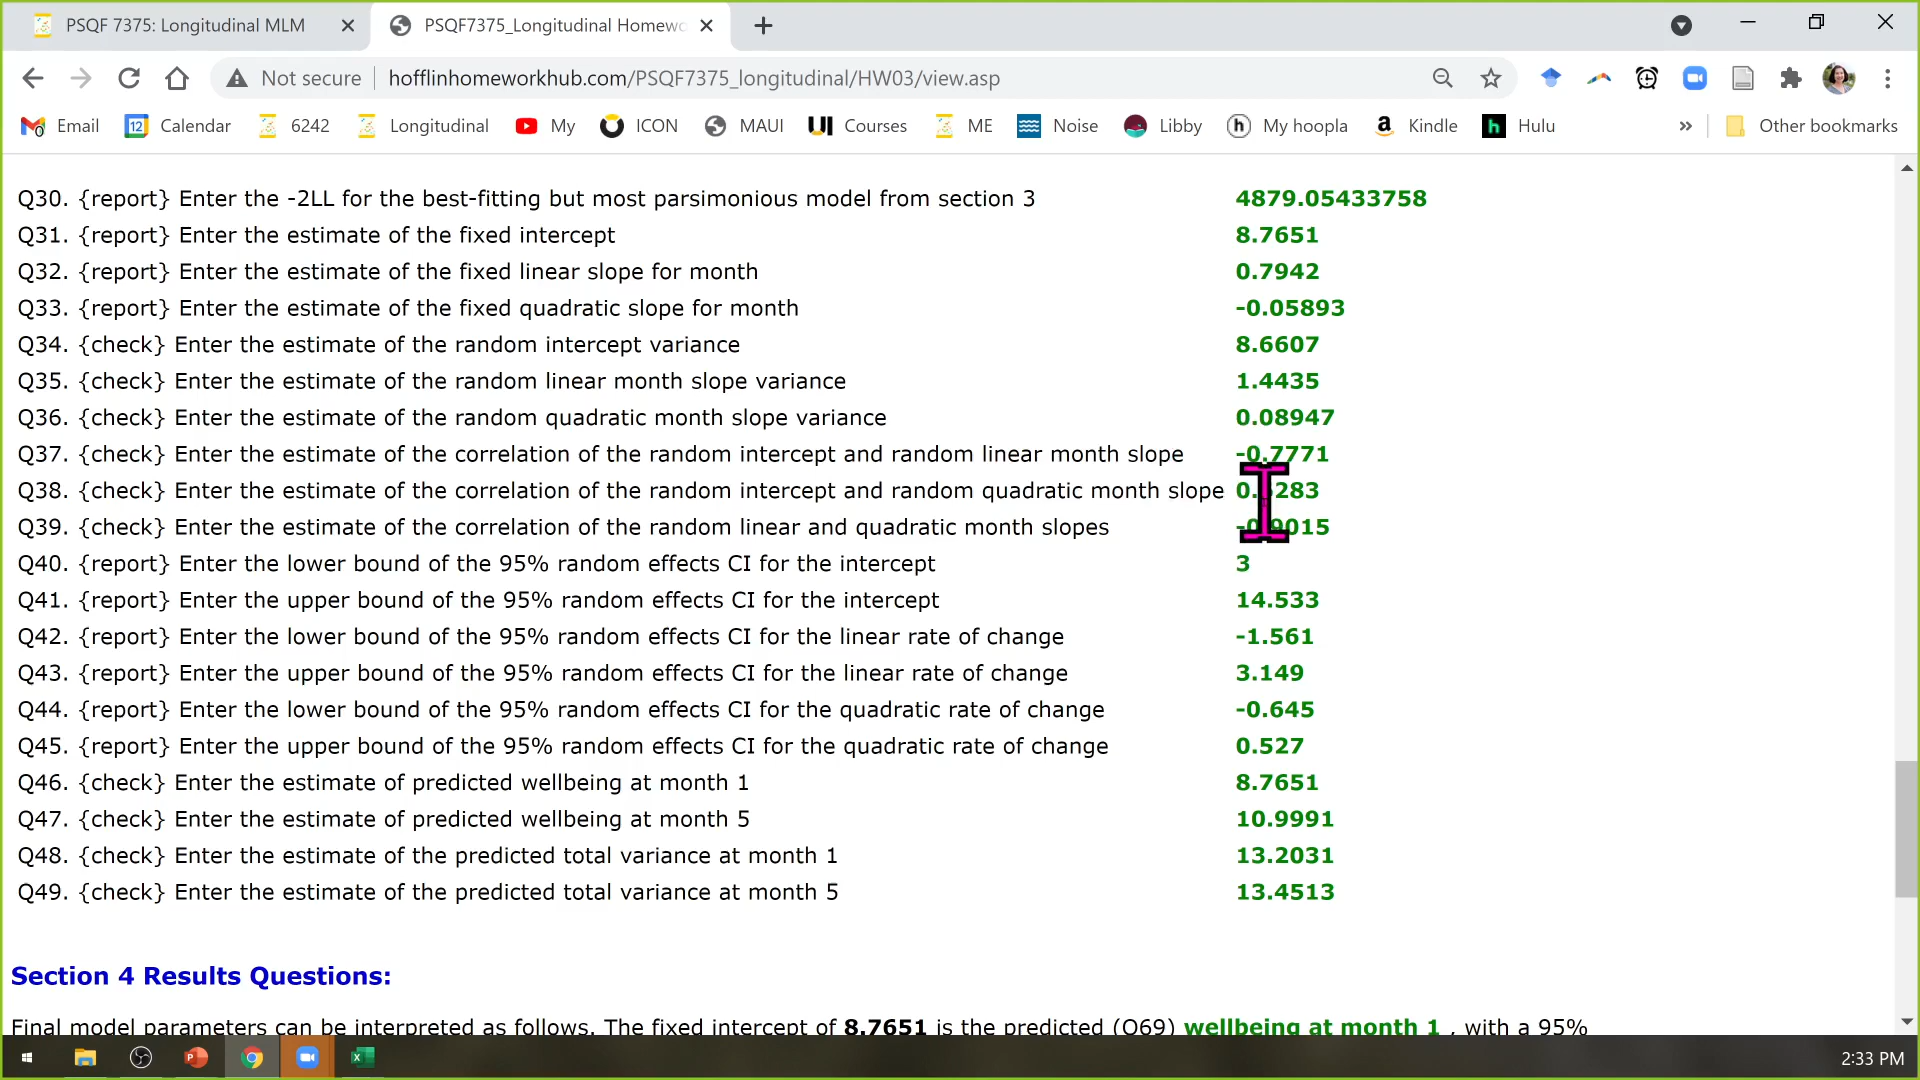 PSQF 7375: Longitudinal MLM
PSQF7375_Longitudinal Homew
Not secure
hofflinhomeworkhub.com/PSQF7375_longitudinal/HW03/view.asp
Email
12 Calendar
6242
Longitudinal
My
ICON
MAUI
UI Courses
ME
Noise
Libby
h My hoopla
a Kindle
h Hulu
» Other bookmarks
Q30. {report} Enter the -2LL for the best-fitting but most parsimonious model from section 3 4879.05433758
Q31. {report} Enter the estimate of the fixed intercept 8.7651
Q32. {report} Enter the estimate of the fixed linear slope for month 0.7942
Q33. {report} Enter the estimate of the fixed quadratic slope for month -0.05893
Q34. {check} Enter the estimate of the random intercept variance 8.6607
Q35. {check} Enter the estimate of the random linear month slope variance 1.4435
Q36. {check} Enter the estimate of the random quadratic month slope variance 0.08947
Q37. {check} Enter the estimate of the correlation of the random intercept and random linear month slope -0.7771
Q38. {check} Enter the estimate of the correlation of the random intercept and random quadratic month slope
Q39. {check} Enter the estimate of the correlation of the random linear and quadratic month slopes -0.9015
Q40. {report} Enter the lower bound of the 95% random effects CI for the intercept 3
Q41. {report} Enter the upper bound of the 95% random effects CI for the intercept 14.533
Q42. {report} Enter the lower bound of the 95% random effects CI for the linear rate of change -1.561
Q43. {report} Enter the upper bound of the 95% random effects CI for the linear rate of change 3.149
Q44. {report} Enter the lower bound of the 95% random effects CI for the quadratic rate of change -0.645
Q45. {report} Enter the upper bound of the 95% random effects CI for the quadratic rate of change 0.527
Q46. {check} Enter the estimate of predicted wellbeing at month 1 8.7651
Q47. {check} Enter the estimate of predicted wellbeing at month 5 10.9991
Q48. {check} Enter the estimate of the predicted total variance at month 1 13.2031
Q49. {check} Enter the estimate of the predicted total variance at month 5 13.4513
Section 4 Results Questions:
Final model parameters can be interpreted as follows. The fixed intercept of 8.7651 is the predicted (Q69) wellbeing at month 1 , with a 95%
2:33 PM